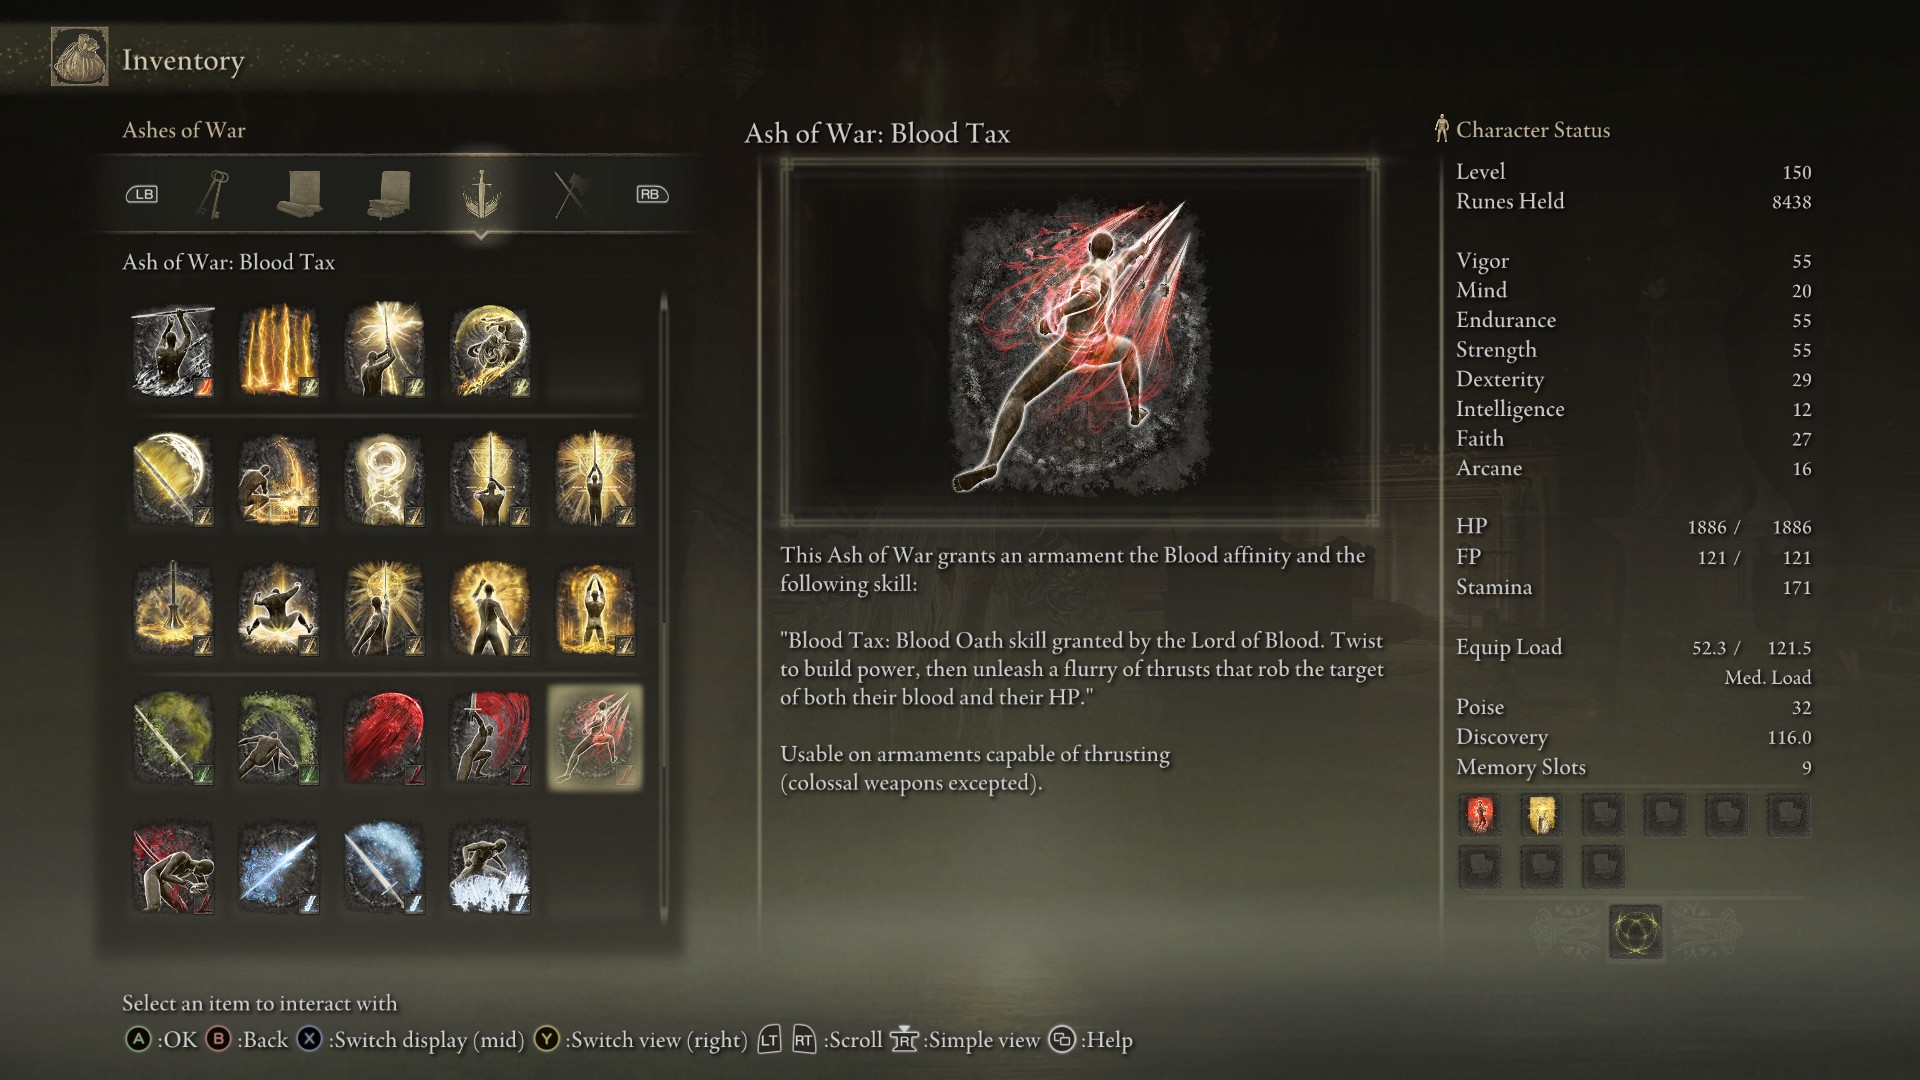 Inventory
Ashes of War
LB
RB
Ash of War: Blood Tax
Ash of War: Blood Tax
This Ash of War grants an armament the Blood affinity and the
following skill:
"Blood Tax: Blood Oath skill granted by the Lord of Blood. Twist
to build power, then unleash a flurry of thrusts that rob the target
of both their blood and their HP."
Usable on armaments capable of thrusting
(colossal weapons excepted).
Character Status
Level 150
Runes Held 8438
Vigor 55
Mind 20
Endurance 55
Strength 55
Dexterity 29
Intelligence 12
Faith 27
Arcane 16
HP 1886 / 1886
FP 121 / 121
Stamina 171
Equip Load 52.3 / 121.5
Med. Load
Poise 32
Discovery 116.0
Memory Slots 9
Select an item to interact with
A :OK B :Back X :Switch display (mid) Y :Switch view (right) LT RT :Scroll R :Simple view :Help